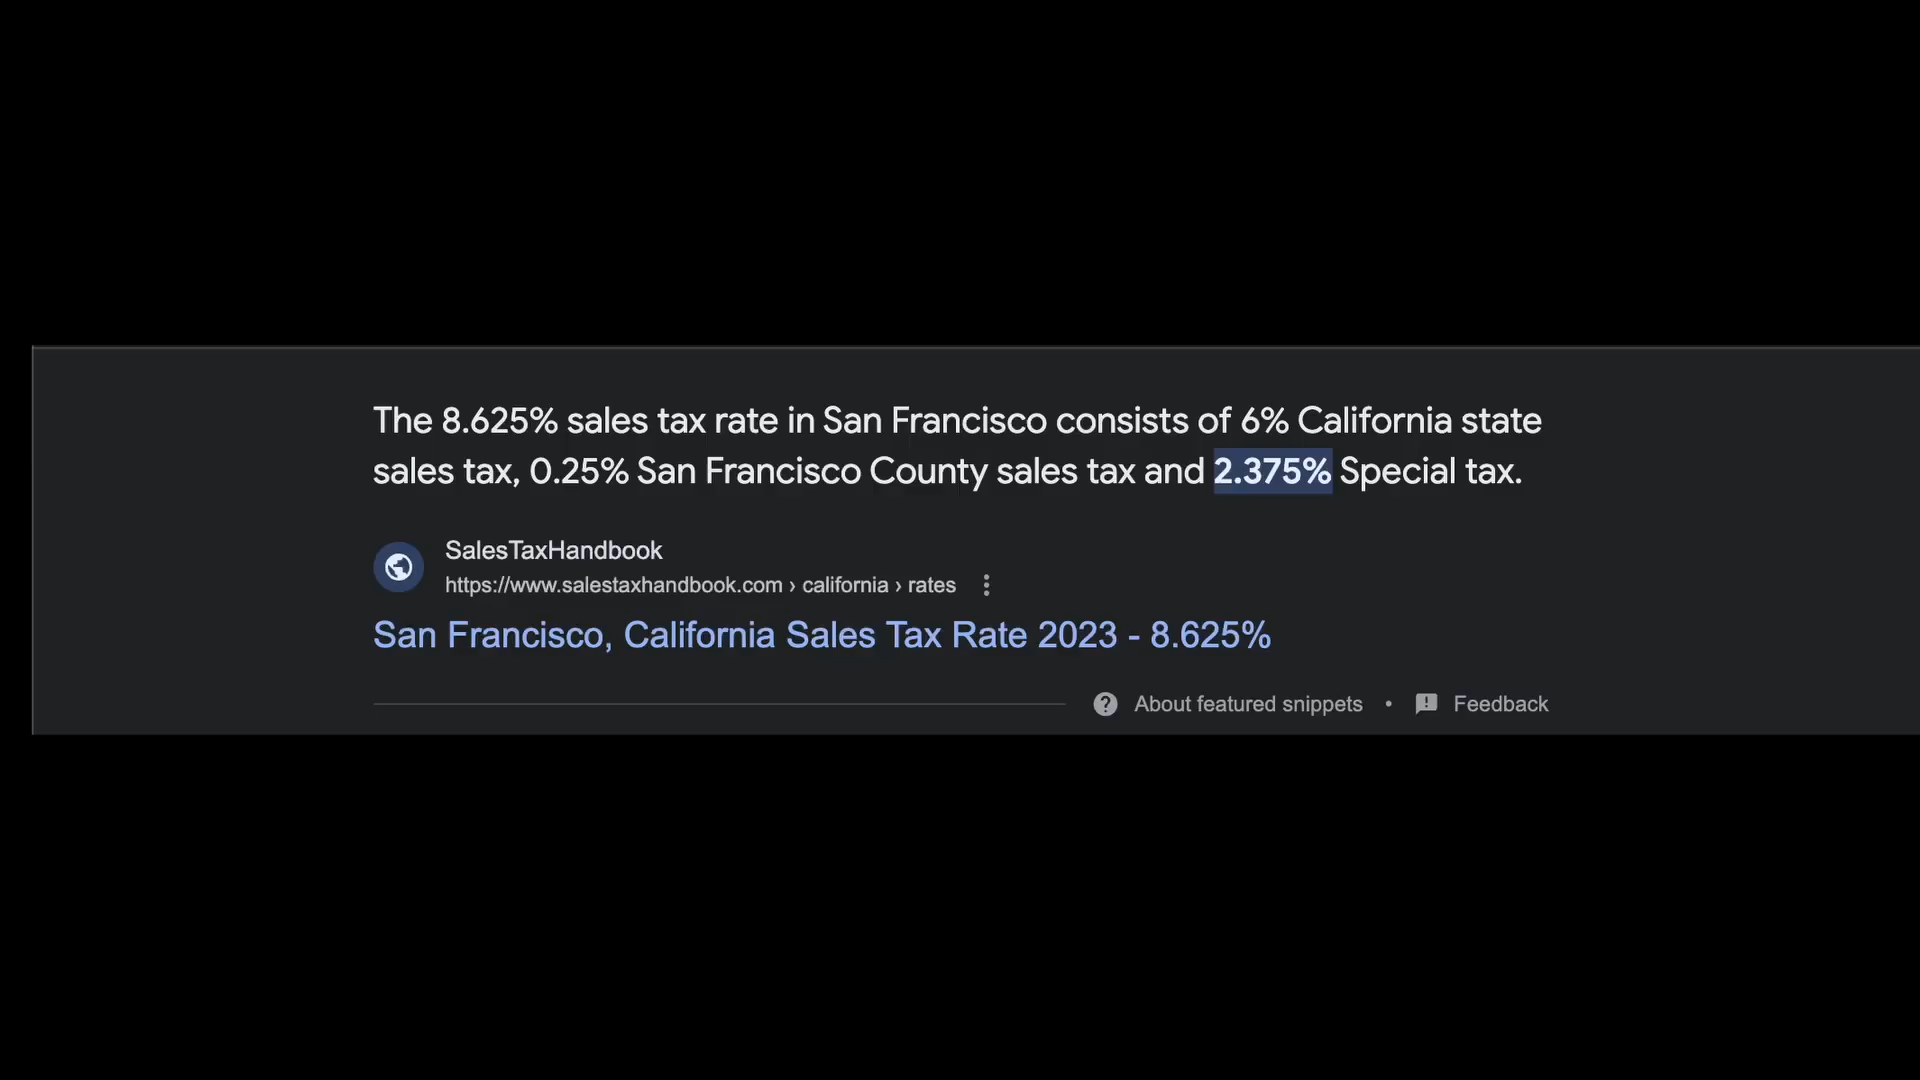 The 8.625% sales tax rate in San Francisco consists of 6% California state
sales tax, 0.25% San Francisco County sales tax and 2.375% Special tax.
SalesTaxHandbook
https://www.salestaxhandbook.com › california › rates
San Francisco, California Sales Tax Rate 2023 - 8.625%
About featured snippets • Feedback